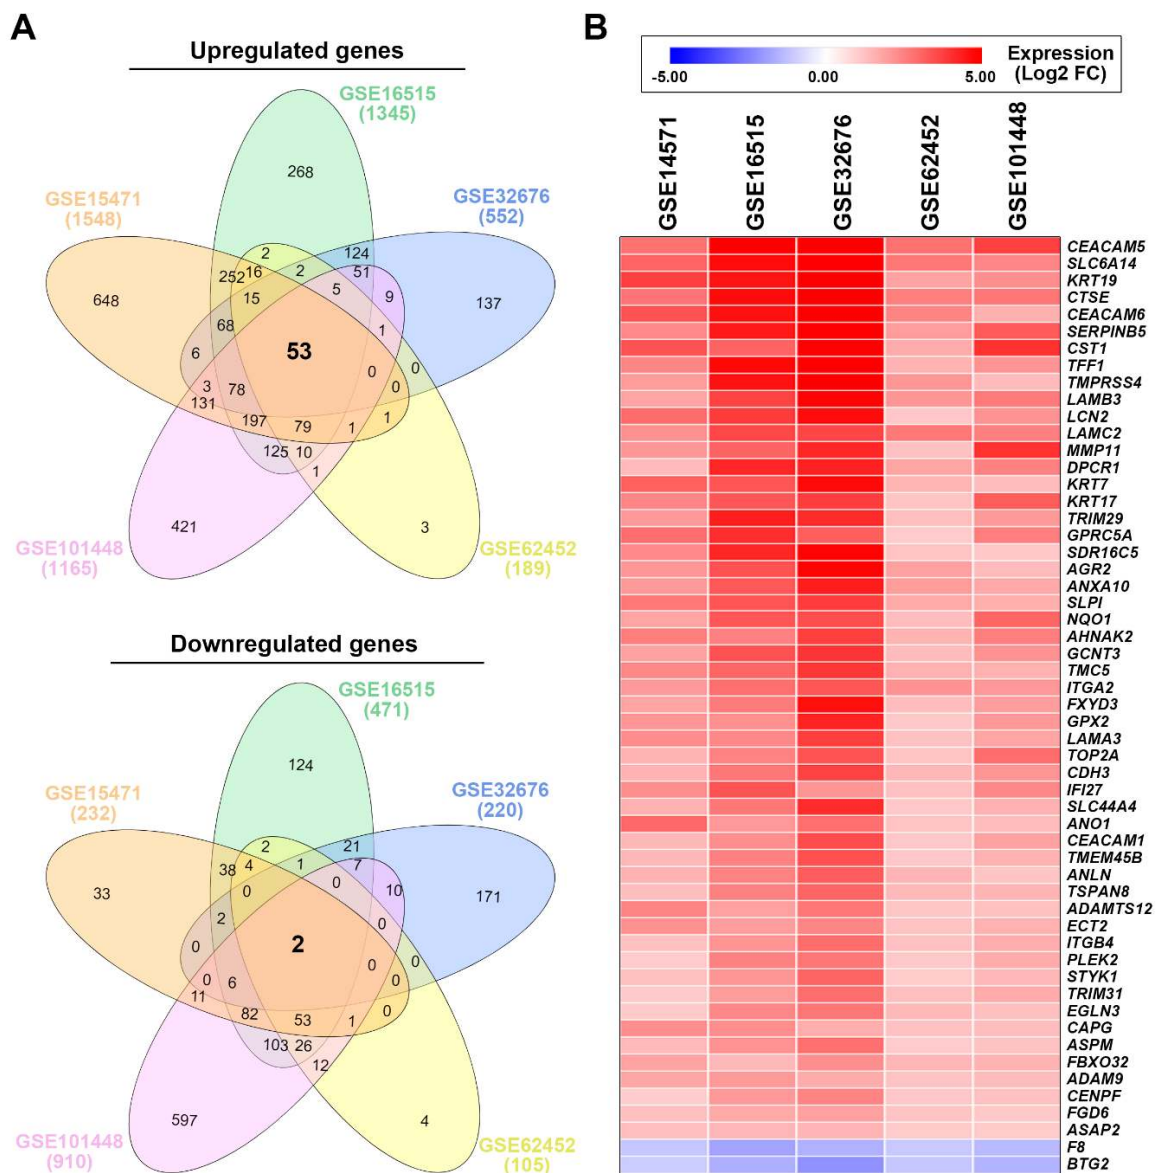 A
Upregulated genes
GSE16515
(1345)
GSE15471
(1548)
GSE32676
(552)
268
2
124
252
16
2
51
15
5
9
648
137
68
1
53
6
0
0
0
3
78
131
197
79
1
1
125
10
1
421
3
GSE101448
(1165)
GSE62452
(189)
Downregulated genes
GSE16515
(471)
GSE15471
(232)
GSE32676
(220)
124
2
21
38
4
1
7
0
0
10
33
171
2
0
2
0
0
0
0
0
6
11
82
53
1
0
103
26
12
597
4
GSE101448
(910)
GSE62452
(105)
B
-5.00
0.00
5.00
Expression
(Log2 FC)
GSE14571
GSE16515
GSE32676
GSE62452
GSE101448
CEACAM5
SLC6A14
KRT19
CTSE
CEACAM6
SERPINB5
CST1
TFF1
TMPRSS4
LAMB3
LCN2
LAMC2
MMP11
DPCR1
KRT7
KRT17
TRIM29
GPRC5A
SDR16C5
AGR2
ANXA10
SLPI
NQO1
AHNAK2
GCNT3
TMC5
ITGA2
FXYD3
GPX2
LAMA3
TOP2A
CDH3
IFI27
SLC44A4
ANO1
CEACAM1
TMEM45B
ANLN
TSPAN8
ADAMTS12
ECT2
ITGB4
PLEK2
STYK1
TRIM31
EGLN3
CAPG
ASPM
FBXO32
ADAM9
CENPF
FGD6
ASAP2
F8
BTG2